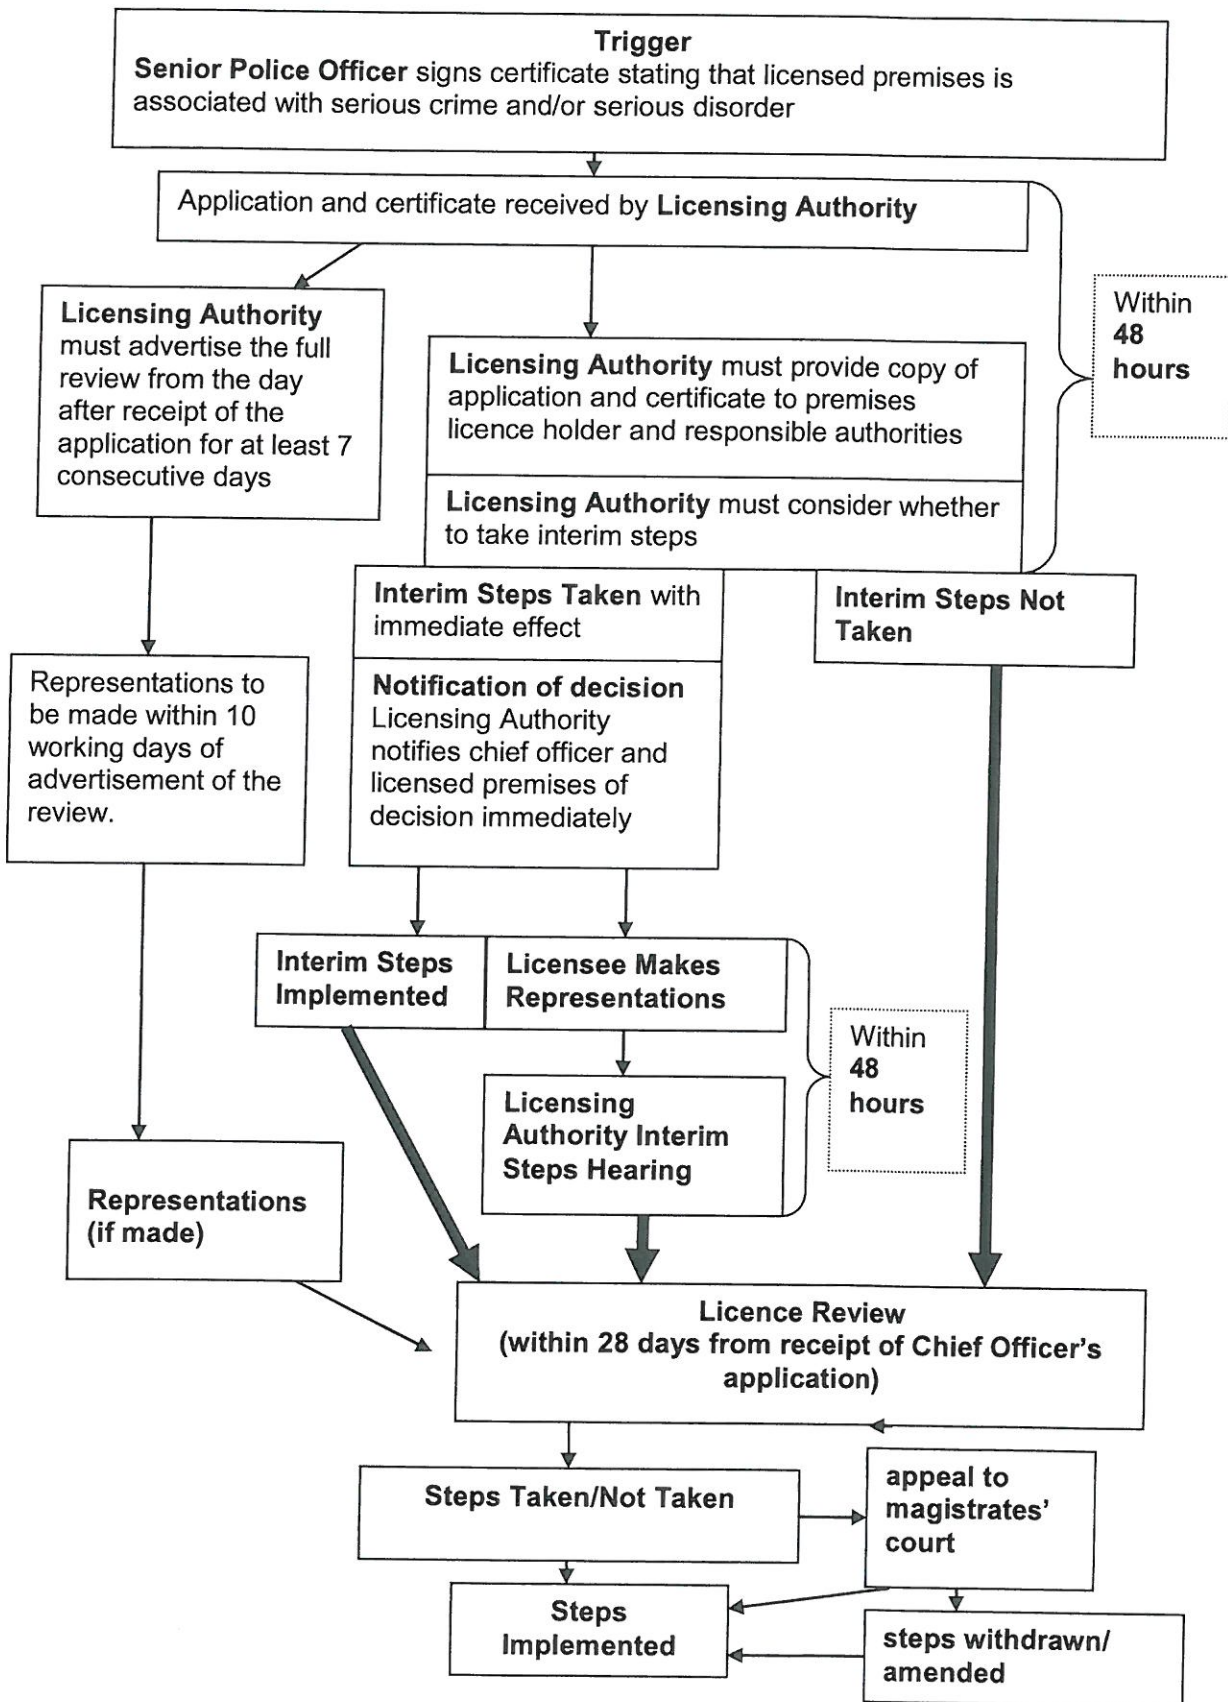 Trigger
Senior Police Officer signs certificate stating that licensed premises is
associated with serious crime and/or serious disorder
Application and certificate received by Licensing Authority
Within
48
hours
Licensing Authority
must advertise the full
review from the day
after receipt of the
application for at least 7
consecutive days
Licensing Authority must provide copy of
application and certificate to premises
licence holder and responsible authorities
Licensing Authority must consider whether
to take interim steps
Interim Steps Taken with
immediate effect
Interim Steps Not
Taken
Representations to
be made within 10
working days of
advertisement of the
review.
Notification of decision
Licensing Authority
notifies chief officer and
licensed premises of
decision immediately
Interim Steps
Implemented
Licensee Makes
Representations
Within
48
hours
Licensing
Authority Interim
Steps Hearing
Representations
(if made)
Licence Review
(within 28 days from receipt of Chief Officer's
application)
Steps Taken/Not Taken
appeal to
magistrates'
court
Steps
Implemented
steps withdrawn/
amended